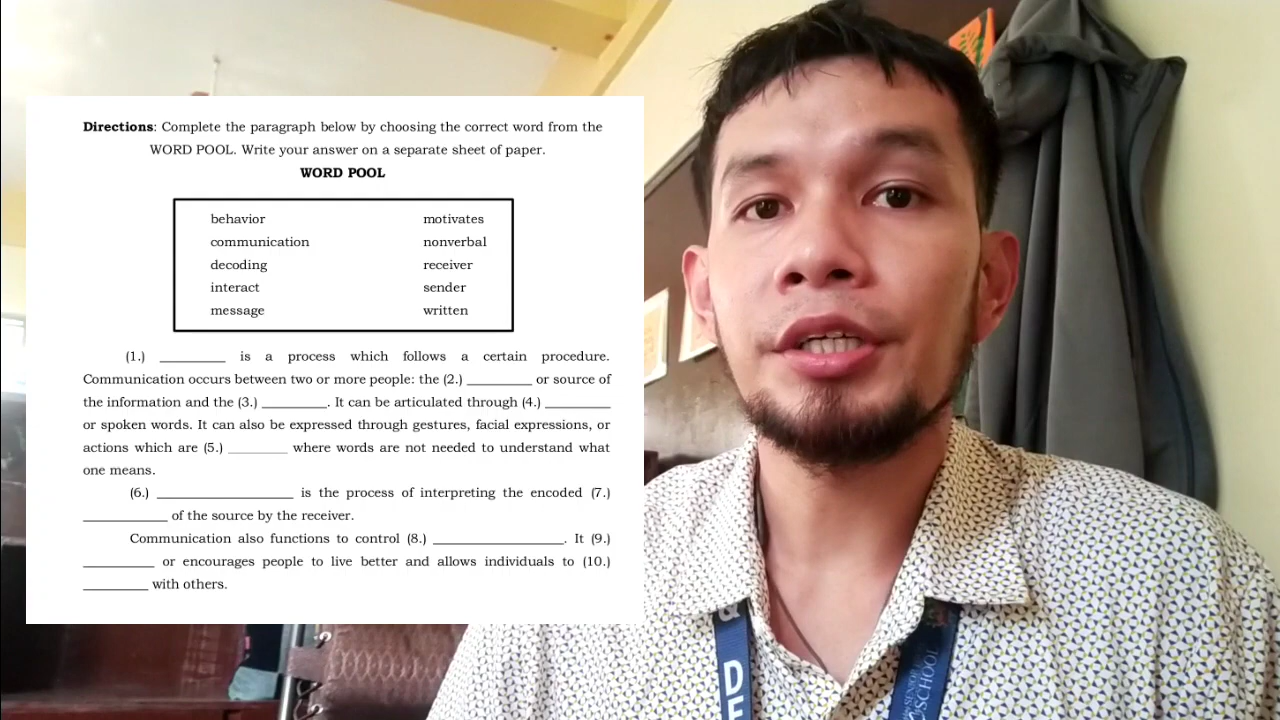 Directions: Complete the paragraph below by choosing the correct word from the
WORD POOL. Write your answer on a separate sheet of paper.
WORD POOL
behavior motivates
communication nonverbal
decoding receiver
interact sender
message written
(1.) _________ is a process which follows a certain procedure.
Communication occurs between two or more people: the (2.) _________ or source of
the information and the (3.) _________. It can be articulated through (4.) _________
or spoken words. It can also be expressed through gestures, facial expressions, or
actions which are (5.) _________ where words are not needed to understand what
one means.
(6.) __________________ is the process of interpreting the encoded (7.)
____________ of the source by the receiver.
Communication also functions to control (8.) __________________. It (9.)
__________ or encourages people to live better and allows individuals to (10.)
_________ with others.
&
DE
SENIOR
SCHOOL